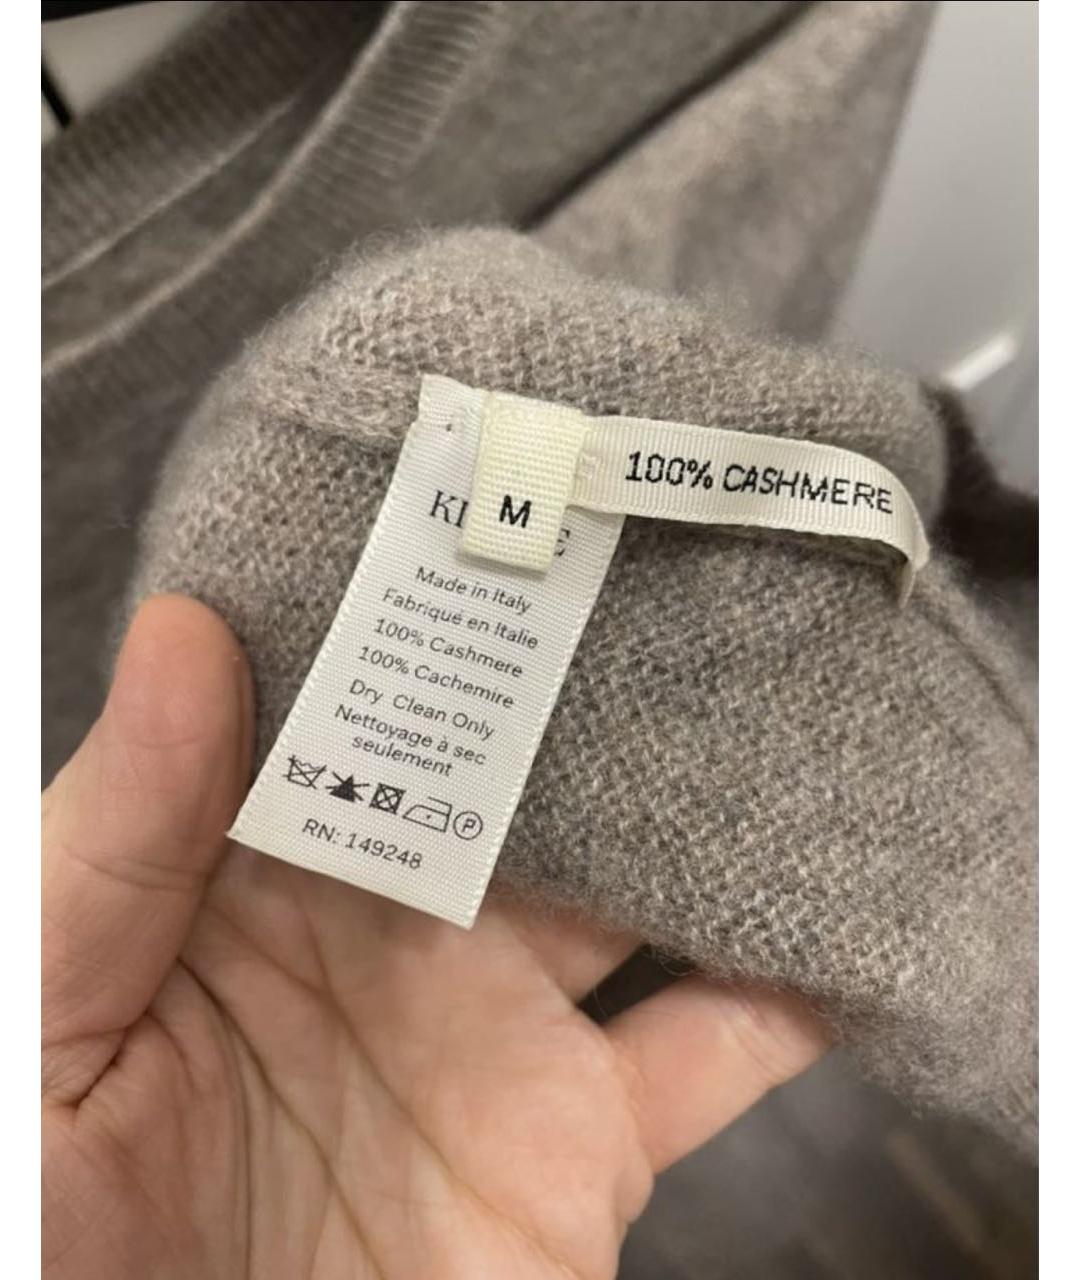 100% CASHMERE
M
Made in Italy
Fabriqué en Italie
100% Cashmere
100% Cachemire
Dry Clean Only
Nettoyage à sec
seulement
P
RN: 149248